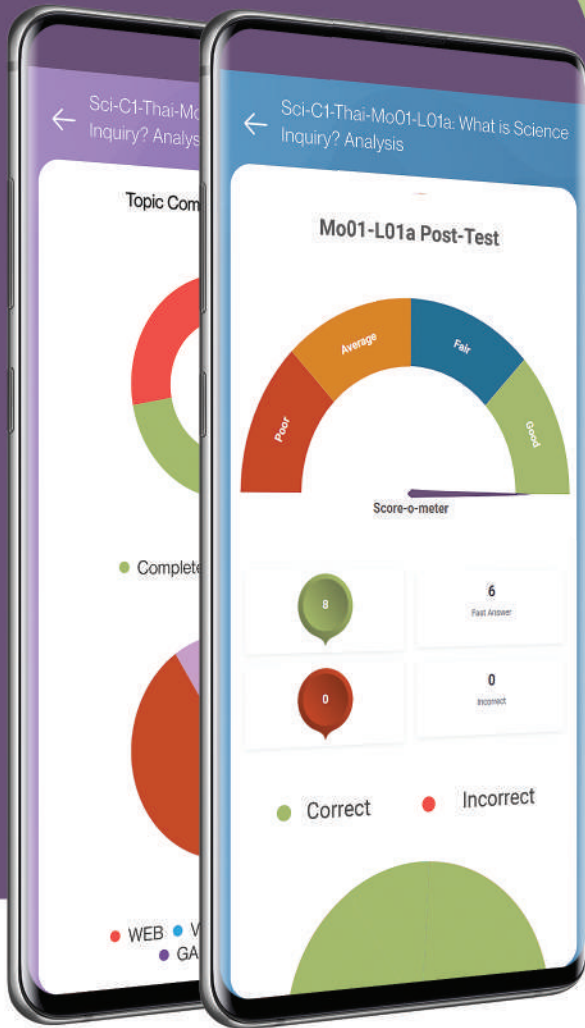 Sci-C1-Thai-Mo
Inquiry? Analys
Topic Com
Complete
WEB
V
GA
Sci-C1-Thai-Mo01-L01a: What is Science
Inquiry? Analysis
Mo01-L01a Post-Test
Poor
Average
Fair
Good
Score-o-meter
8
6
Fast Answer
0
0
Incorrect
Correct
Incorrect